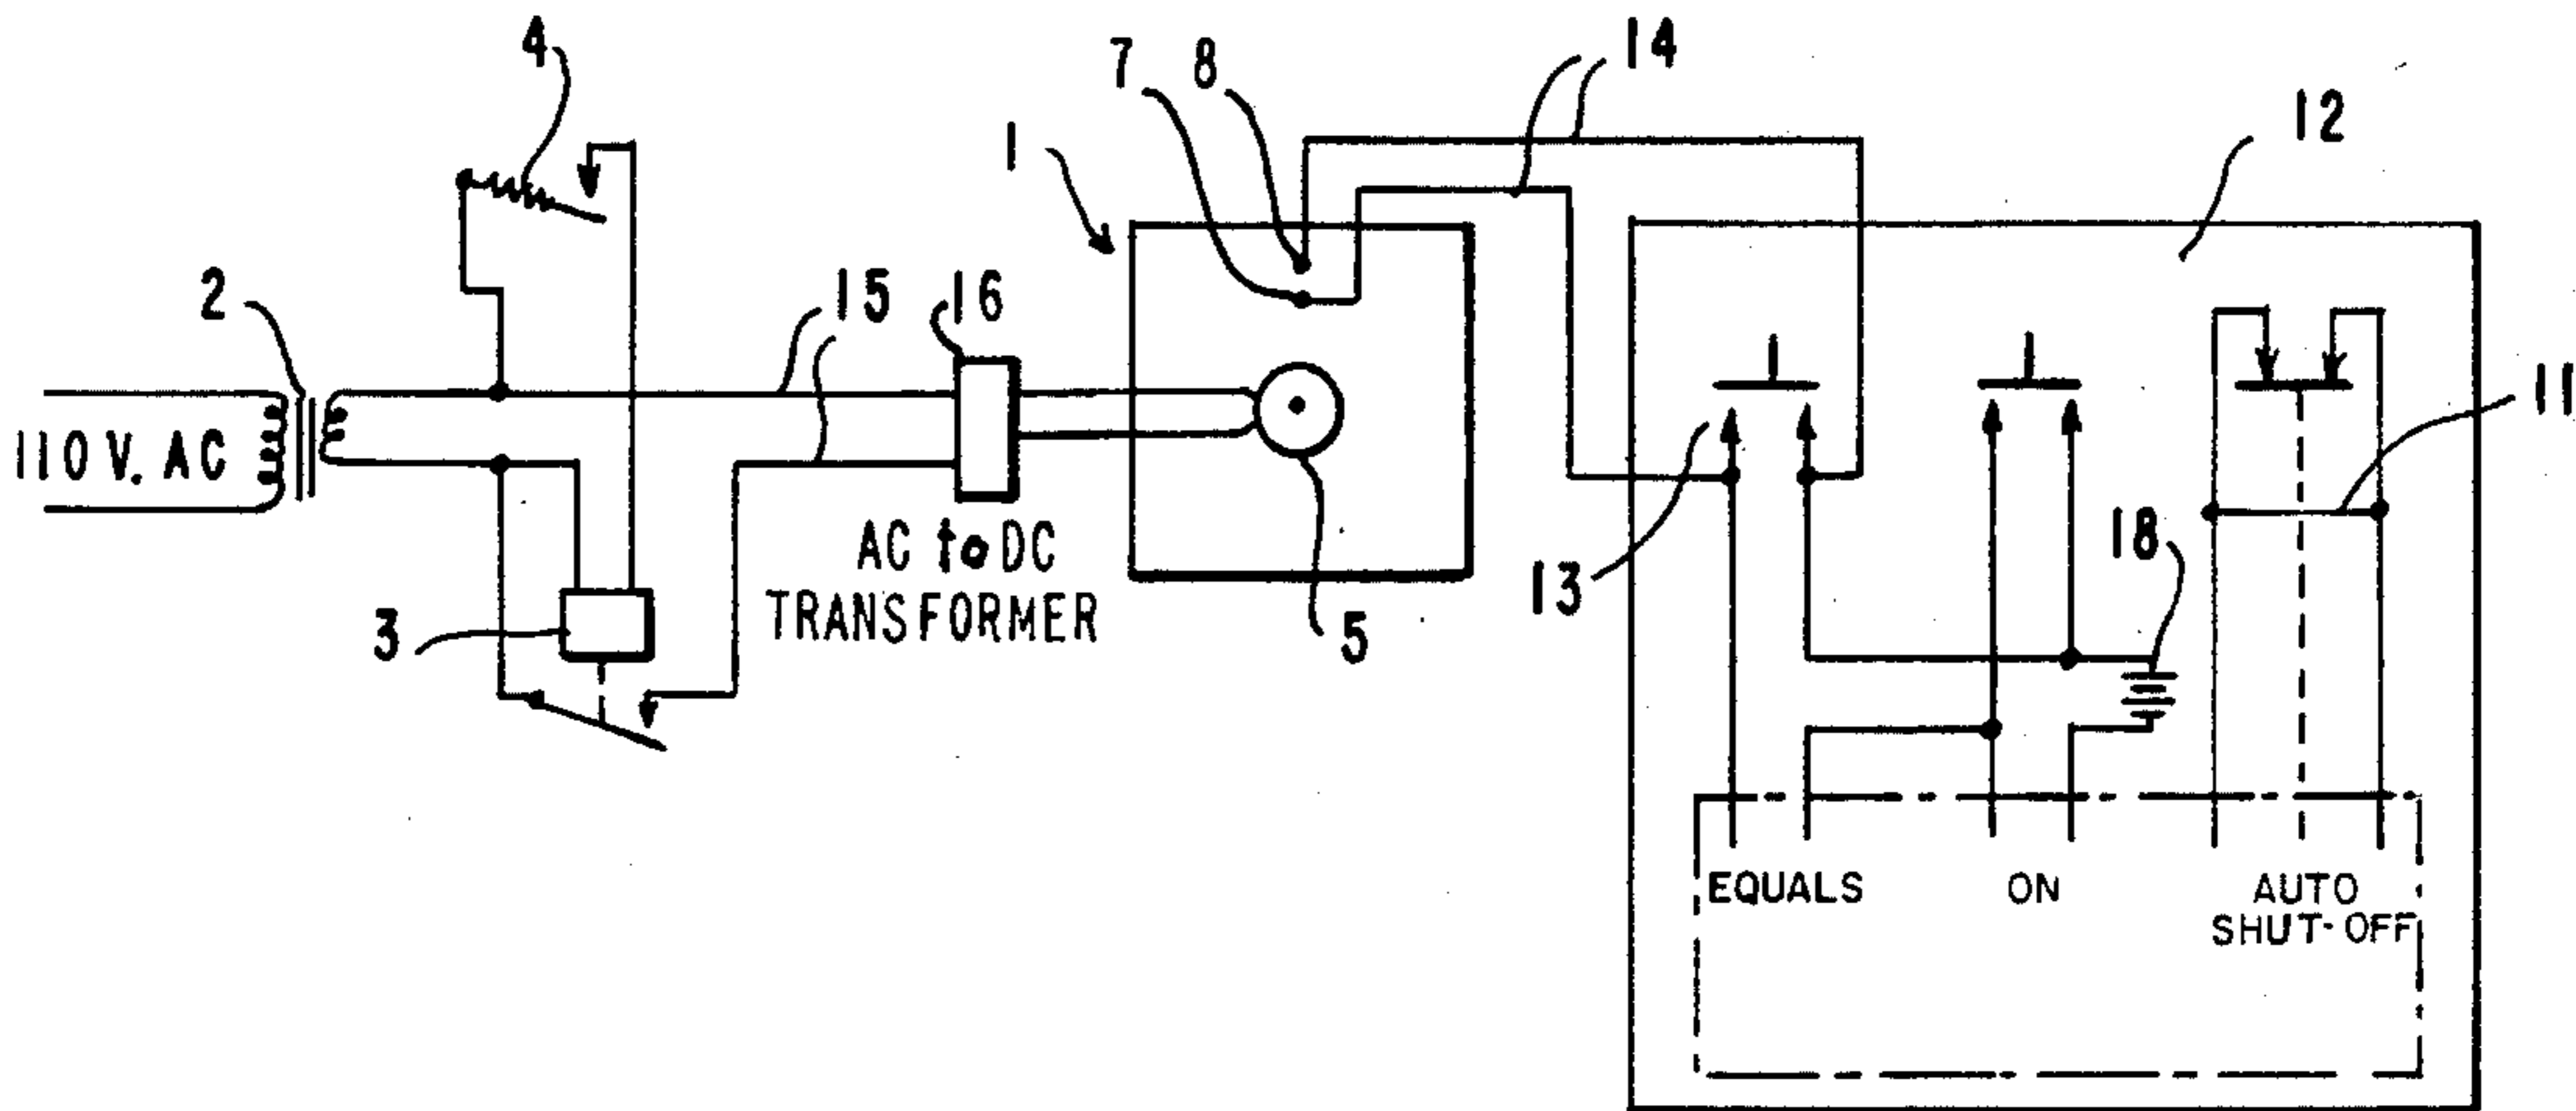 4
7 8
14
1
12
2
15
16
110 V. AC
11
AC to DC
TRANSFORMER
18
13
3
5
EQUALS
ON
AUTO
SHUT-OFF